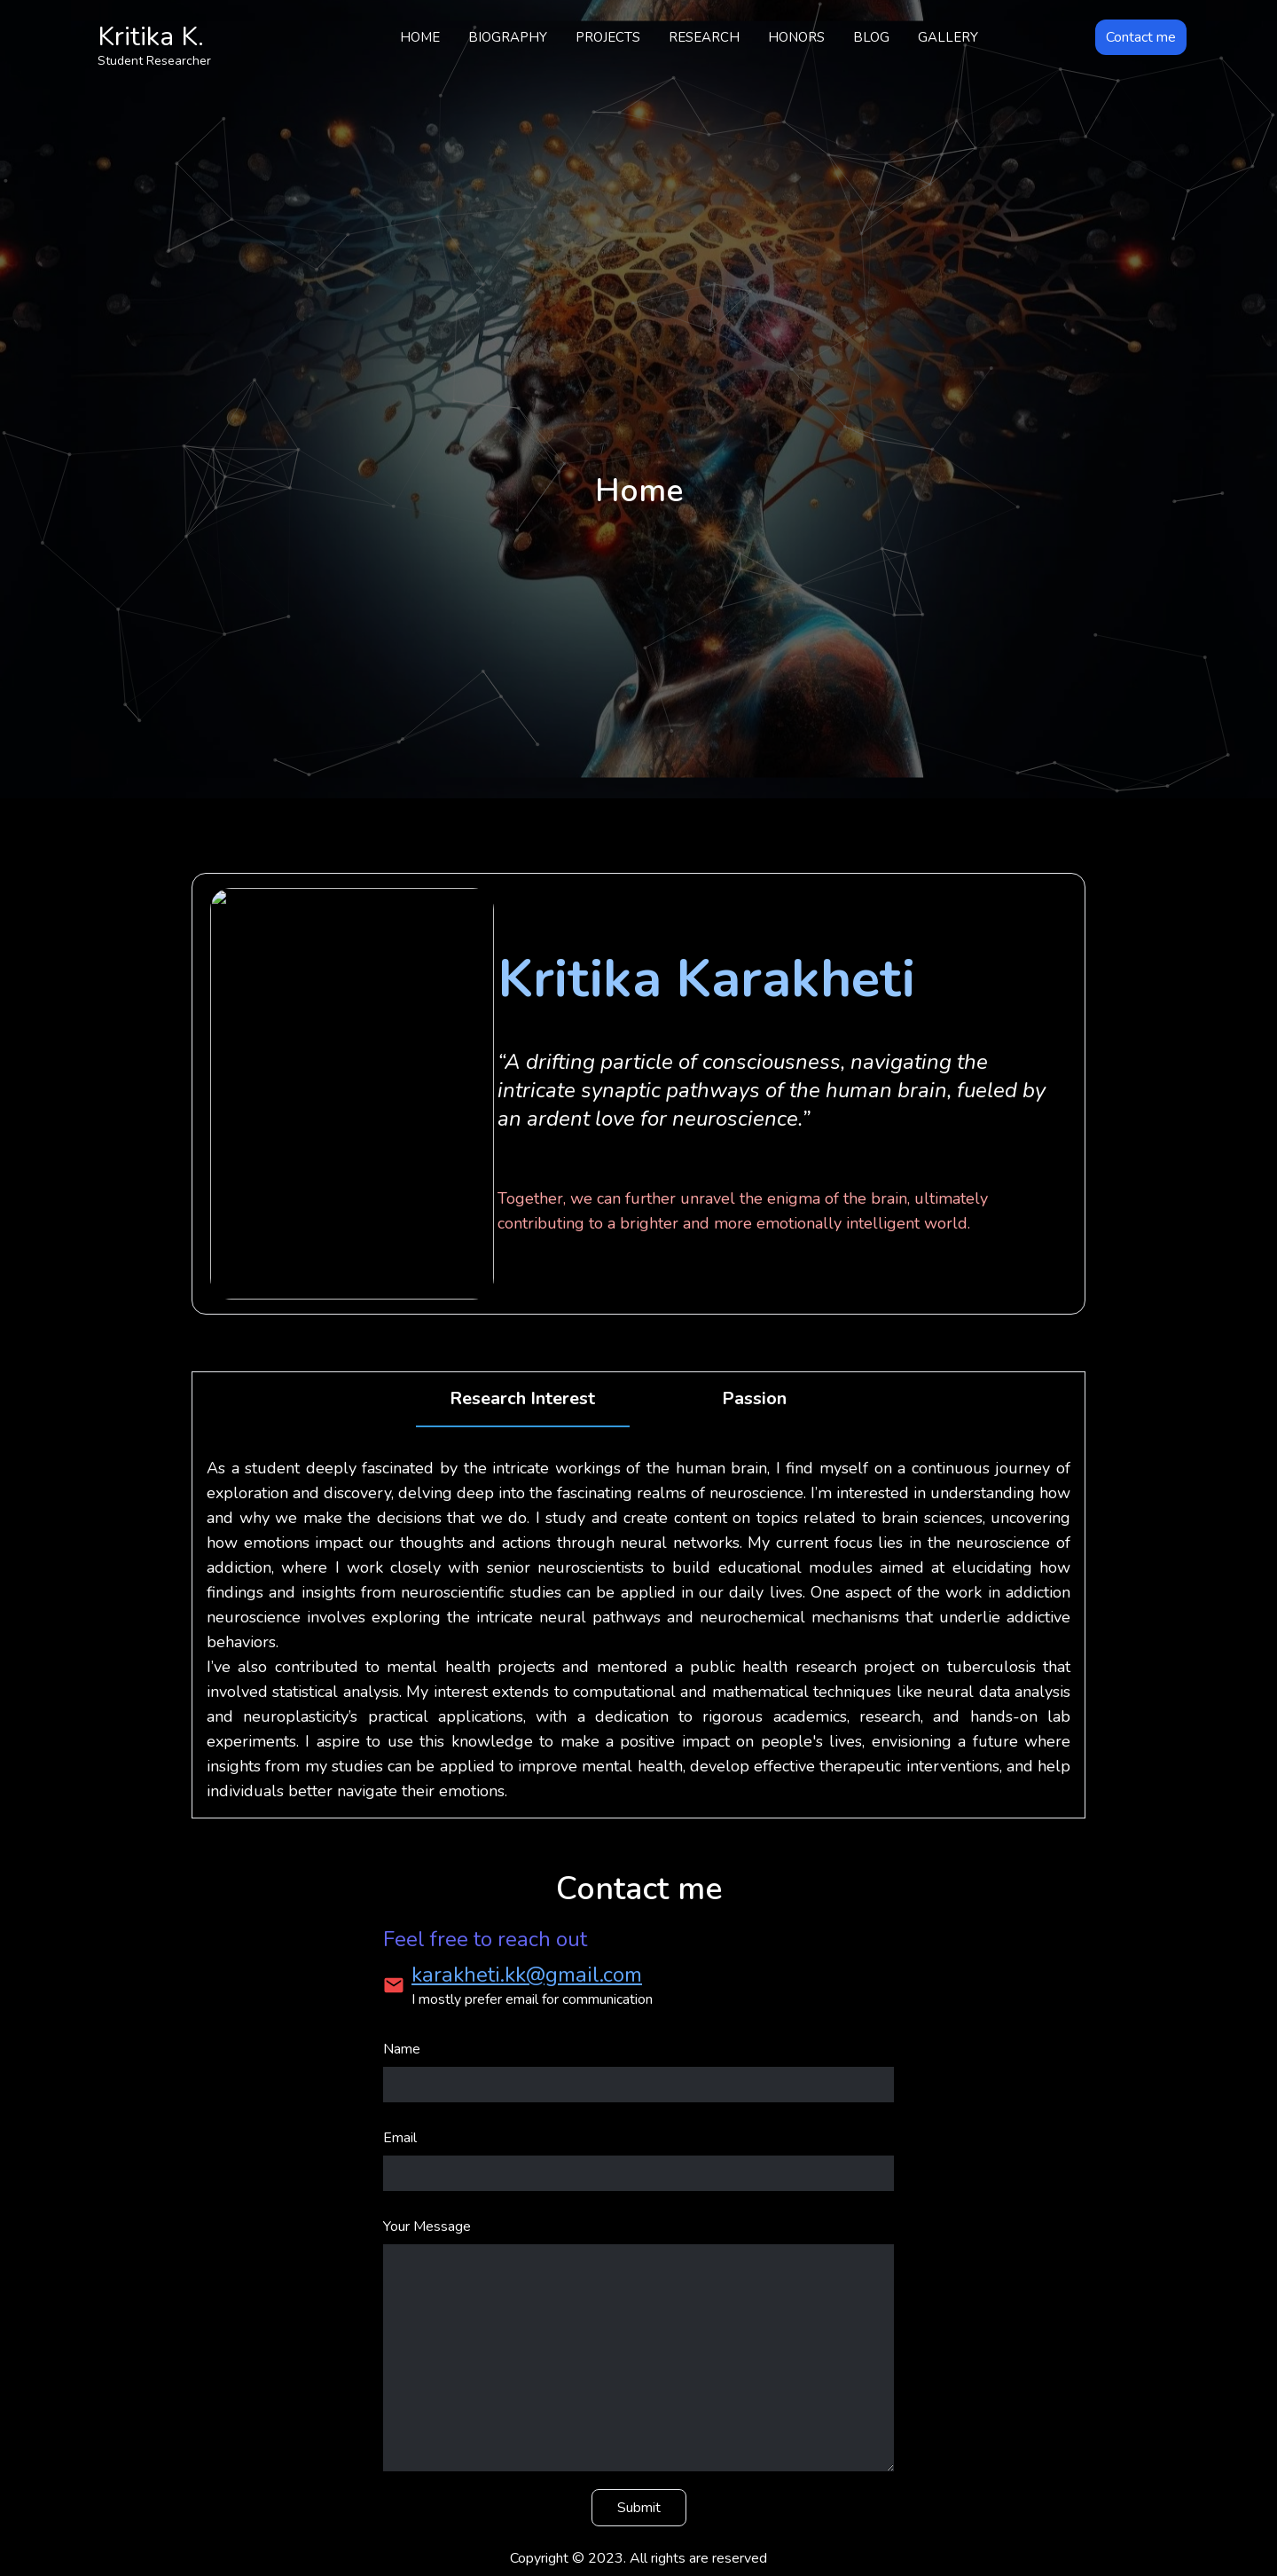 Kritika K.
Student Researcher
HOME BIOGRAPHY PROJECTS RESEARCH HONORS BLOG GALLERY
Contact me
Home
Kritika Karakheti
“A drifting particle of consciousness, navigating the
intricate synaptic pathways of the human brain, fueled by
an ardent love for neuroscience.”
Together, we can further unravel the enigma of the brain, ultimately
contributing to a brighter and more emotionally intelligent world.
Research Interest Passion
As a student deeply fascinated by the intricate workings of the human brain, I find myself on a continuous journey of
exploration and discovery, delving deep into the fascinating realms of neuroscience. I’m interested in understanding how
and why we make the decisions that we do. I study and create content on topics related to brain sciences, uncovering
how emotions impact our thoughts and actions through neural networks. My current focus lies in the neuroscience of
addiction, where I work closely with senior neuroscientists to build educational modules aimed at elucidating how
findings and insights from neuroscientific studies can be applied in our daily lives. One aspect of the work in addiction
neuroscience involves exploring the intricate neural pathways and neurochemical mechanisms that underlie addictive
behaviors.
I’ve also contributed to mental health projects and mentored a public health research project on tuberculosis that
involved statistical analysis. My interest extends to computational and mathematical techniques like neural data analysis
and neuroplasticity’s practical applications, with a dedication to rigorous academics, research, and hands-on lab
experiments. I aspire to use this knowledge to make a positive impact on people's lives, envisioning a future where
insights from my studies can be applied to improve mental health, develop effective therapeutic interventions, and help
individuals better navigate their emotions.
Contact me
Feel free to reach out
karakheti.kk@gmail.com
I mostly prefer email for communication
Name
Email
Your Message
Submit
Copyright © 2023. All rights are reserved